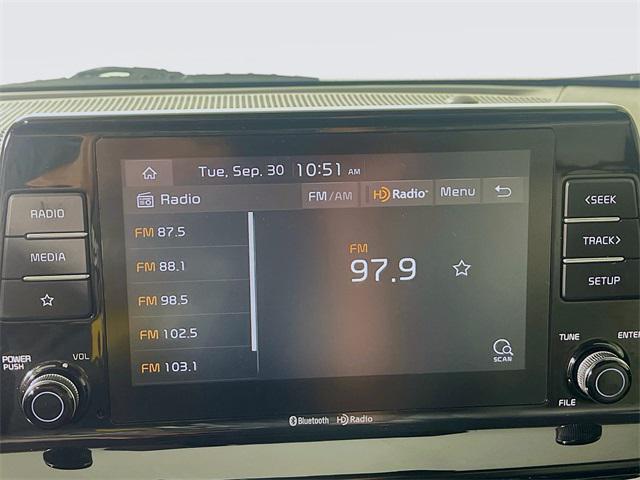 Tue, Sep. 30 10:51 AM
Radio FM/AM HD Radio Menu
FM 87.5
FM 88.1
FM 98.5
FM 102.5
FM 103.1
FM
97.9
SCAN
RADIO
MEDIA
POWER
PUSH
VOL
<SEEK
TRACK>
SETUP
TUNE
ENTE
FILE
Bluetooth HD Radio